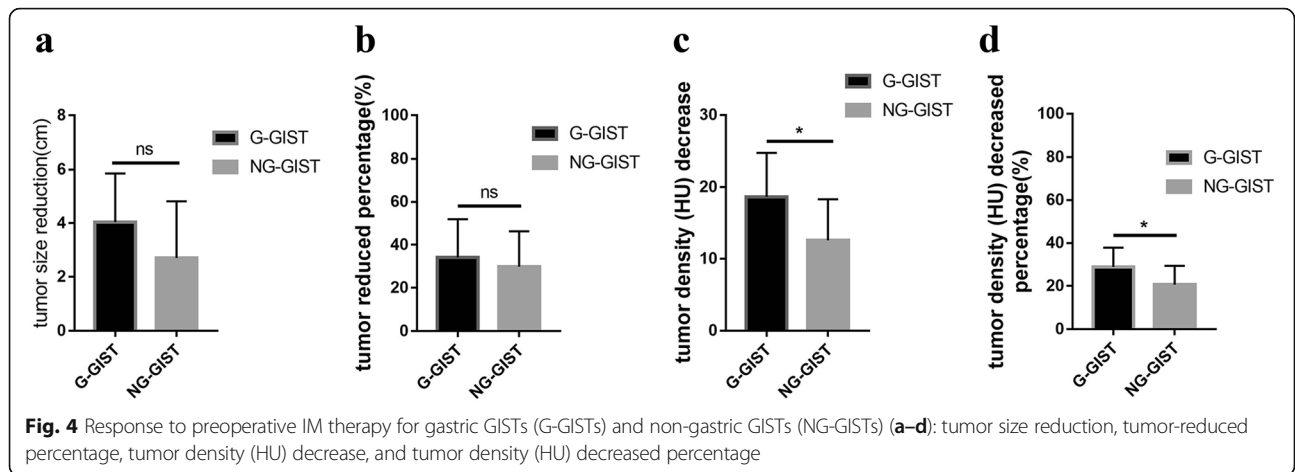 a
tumor size reduction(cm)
8
6
4
2
0
ns
G-GIST
NG-GIST
G-GIST
NG-GIST
b
tumor reduced percentage(%)
100
80
60
40
20
0
ns
G-GIST
NG-GIST
G-GIST
NG-GIST
c
tumor density (HU) decrease
30
20
10
0
*
G-GIST
NG-GIST
G-GIST
NG-GIST
d
tumor density (HU) decreased
percentage(%)
100
80
60
40
20
0
*
G-GIST
NG-GIST
G-GIST
NG-GIST
Fig. 4 Response to preoperative IM therapy for gastric GISTs (G-GISTs) and non-gastric GISTs (NG-GISTs) (a–d): tumor size reduction, tumor-reduced
percentage, tumor density (HU) decrease, and tumor density (HU) decreased percentage